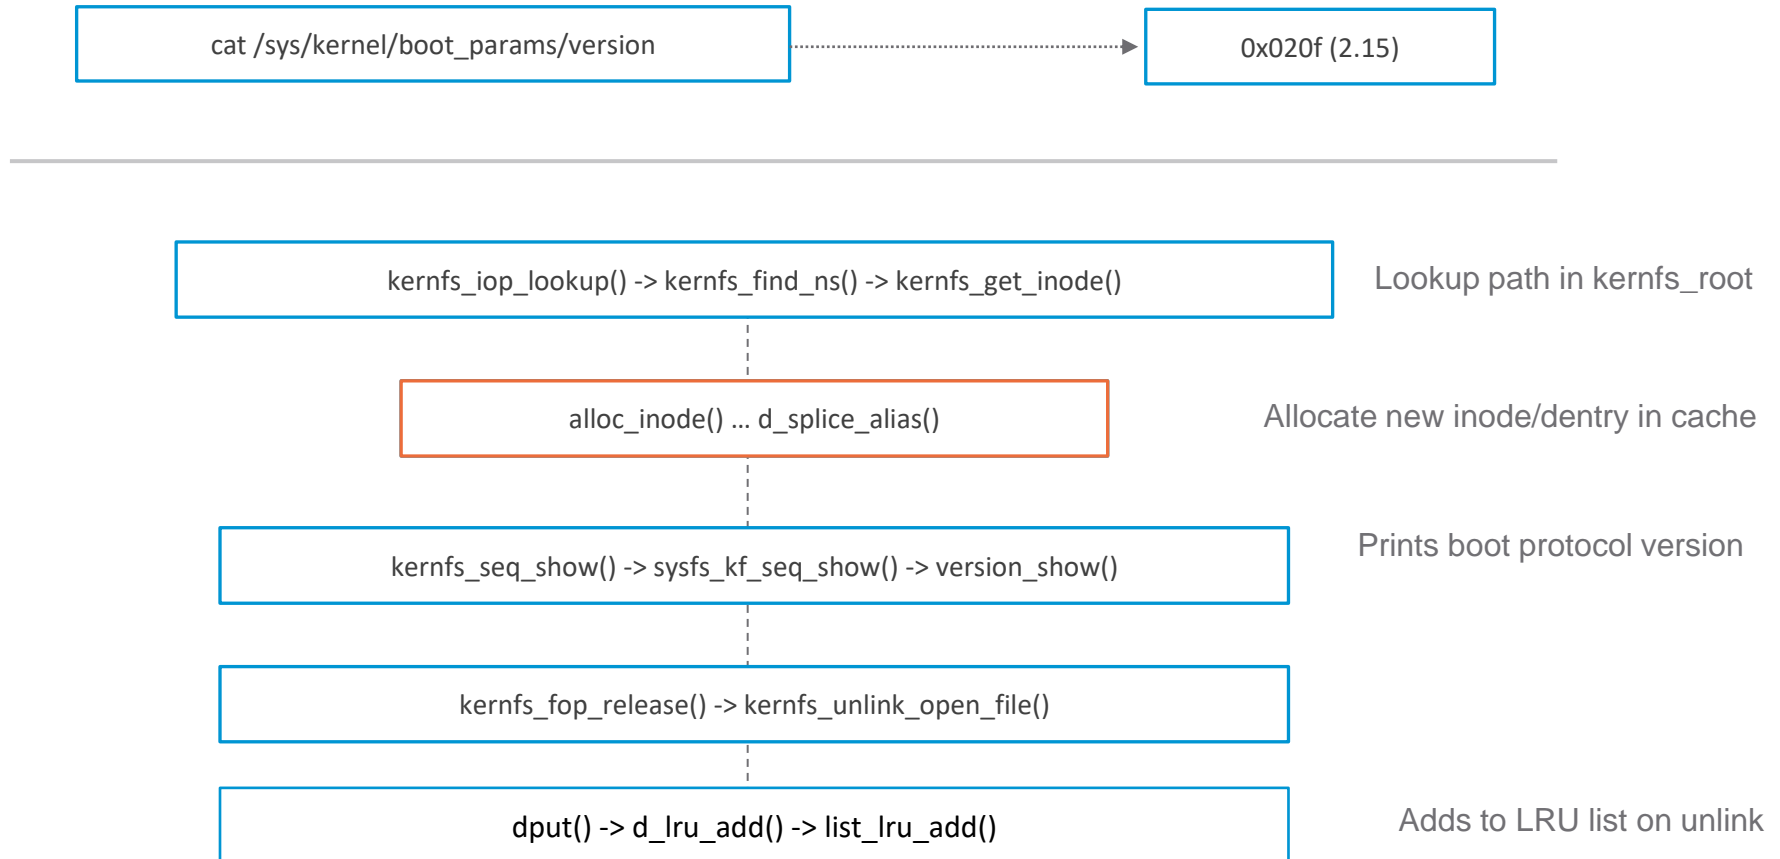 cat /sys/kernel/boot_params/version
0x020f (2.15)
kernfs_iop_lookup() -> kernfs_find_ns() -> kernfs_get_inode()
Lookup path in kernfs_root
alloc_inode() … d_splice_alias()
Allocate new inode/dentry in cache
kernfs_seq_show() -> sysfs_kf_seq_show() -> version_show()
Prints boot protocol version
kernfs_fop_release() -> kernfs_unlink_open_file()
dput() -> d_lru_add() -> list_lru_add()
Adds to LRU list on unlink